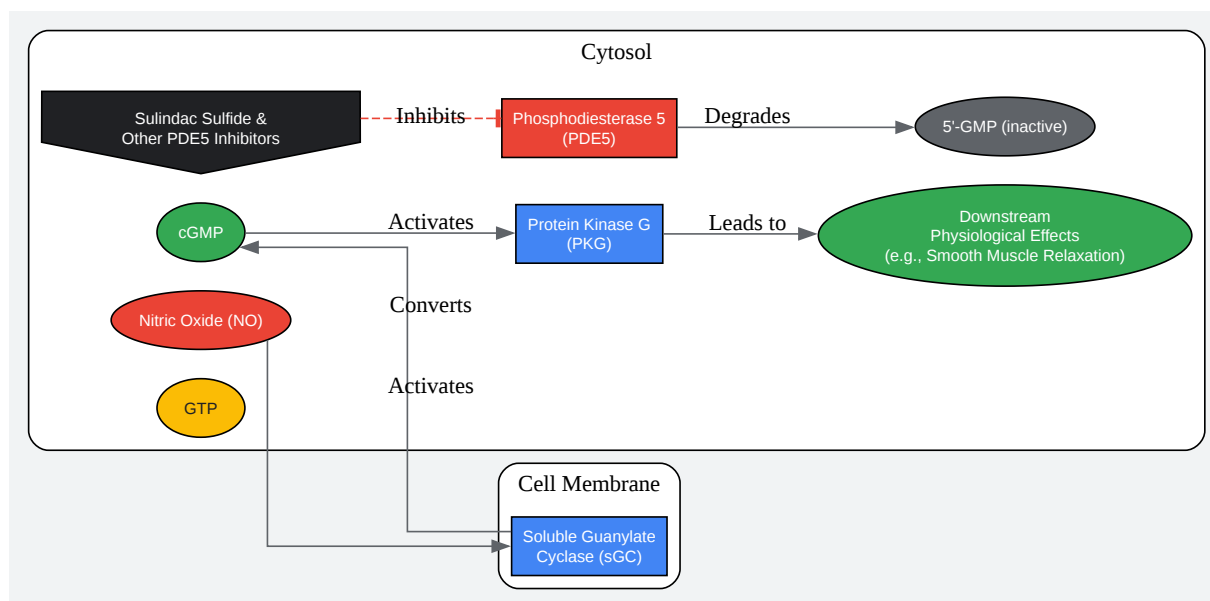 Cytosol
Sulindac Sulfide &
Other PDE5 Inhibitors
Inhibits
Phosphodiesterase 5
(PDE5)
Degrades
5'-GMP (inactive)
cGMP
Activates
Protein Kinase G
(PKG)
Leads to
Downstream
Physiological Effects
(e.g., Smooth Muscle Relaxation)
Nitric Oxide (NO)
Converts
Activates
GTP
Cell Membrane
Soluble Guanylate
Cyclase (sGC)